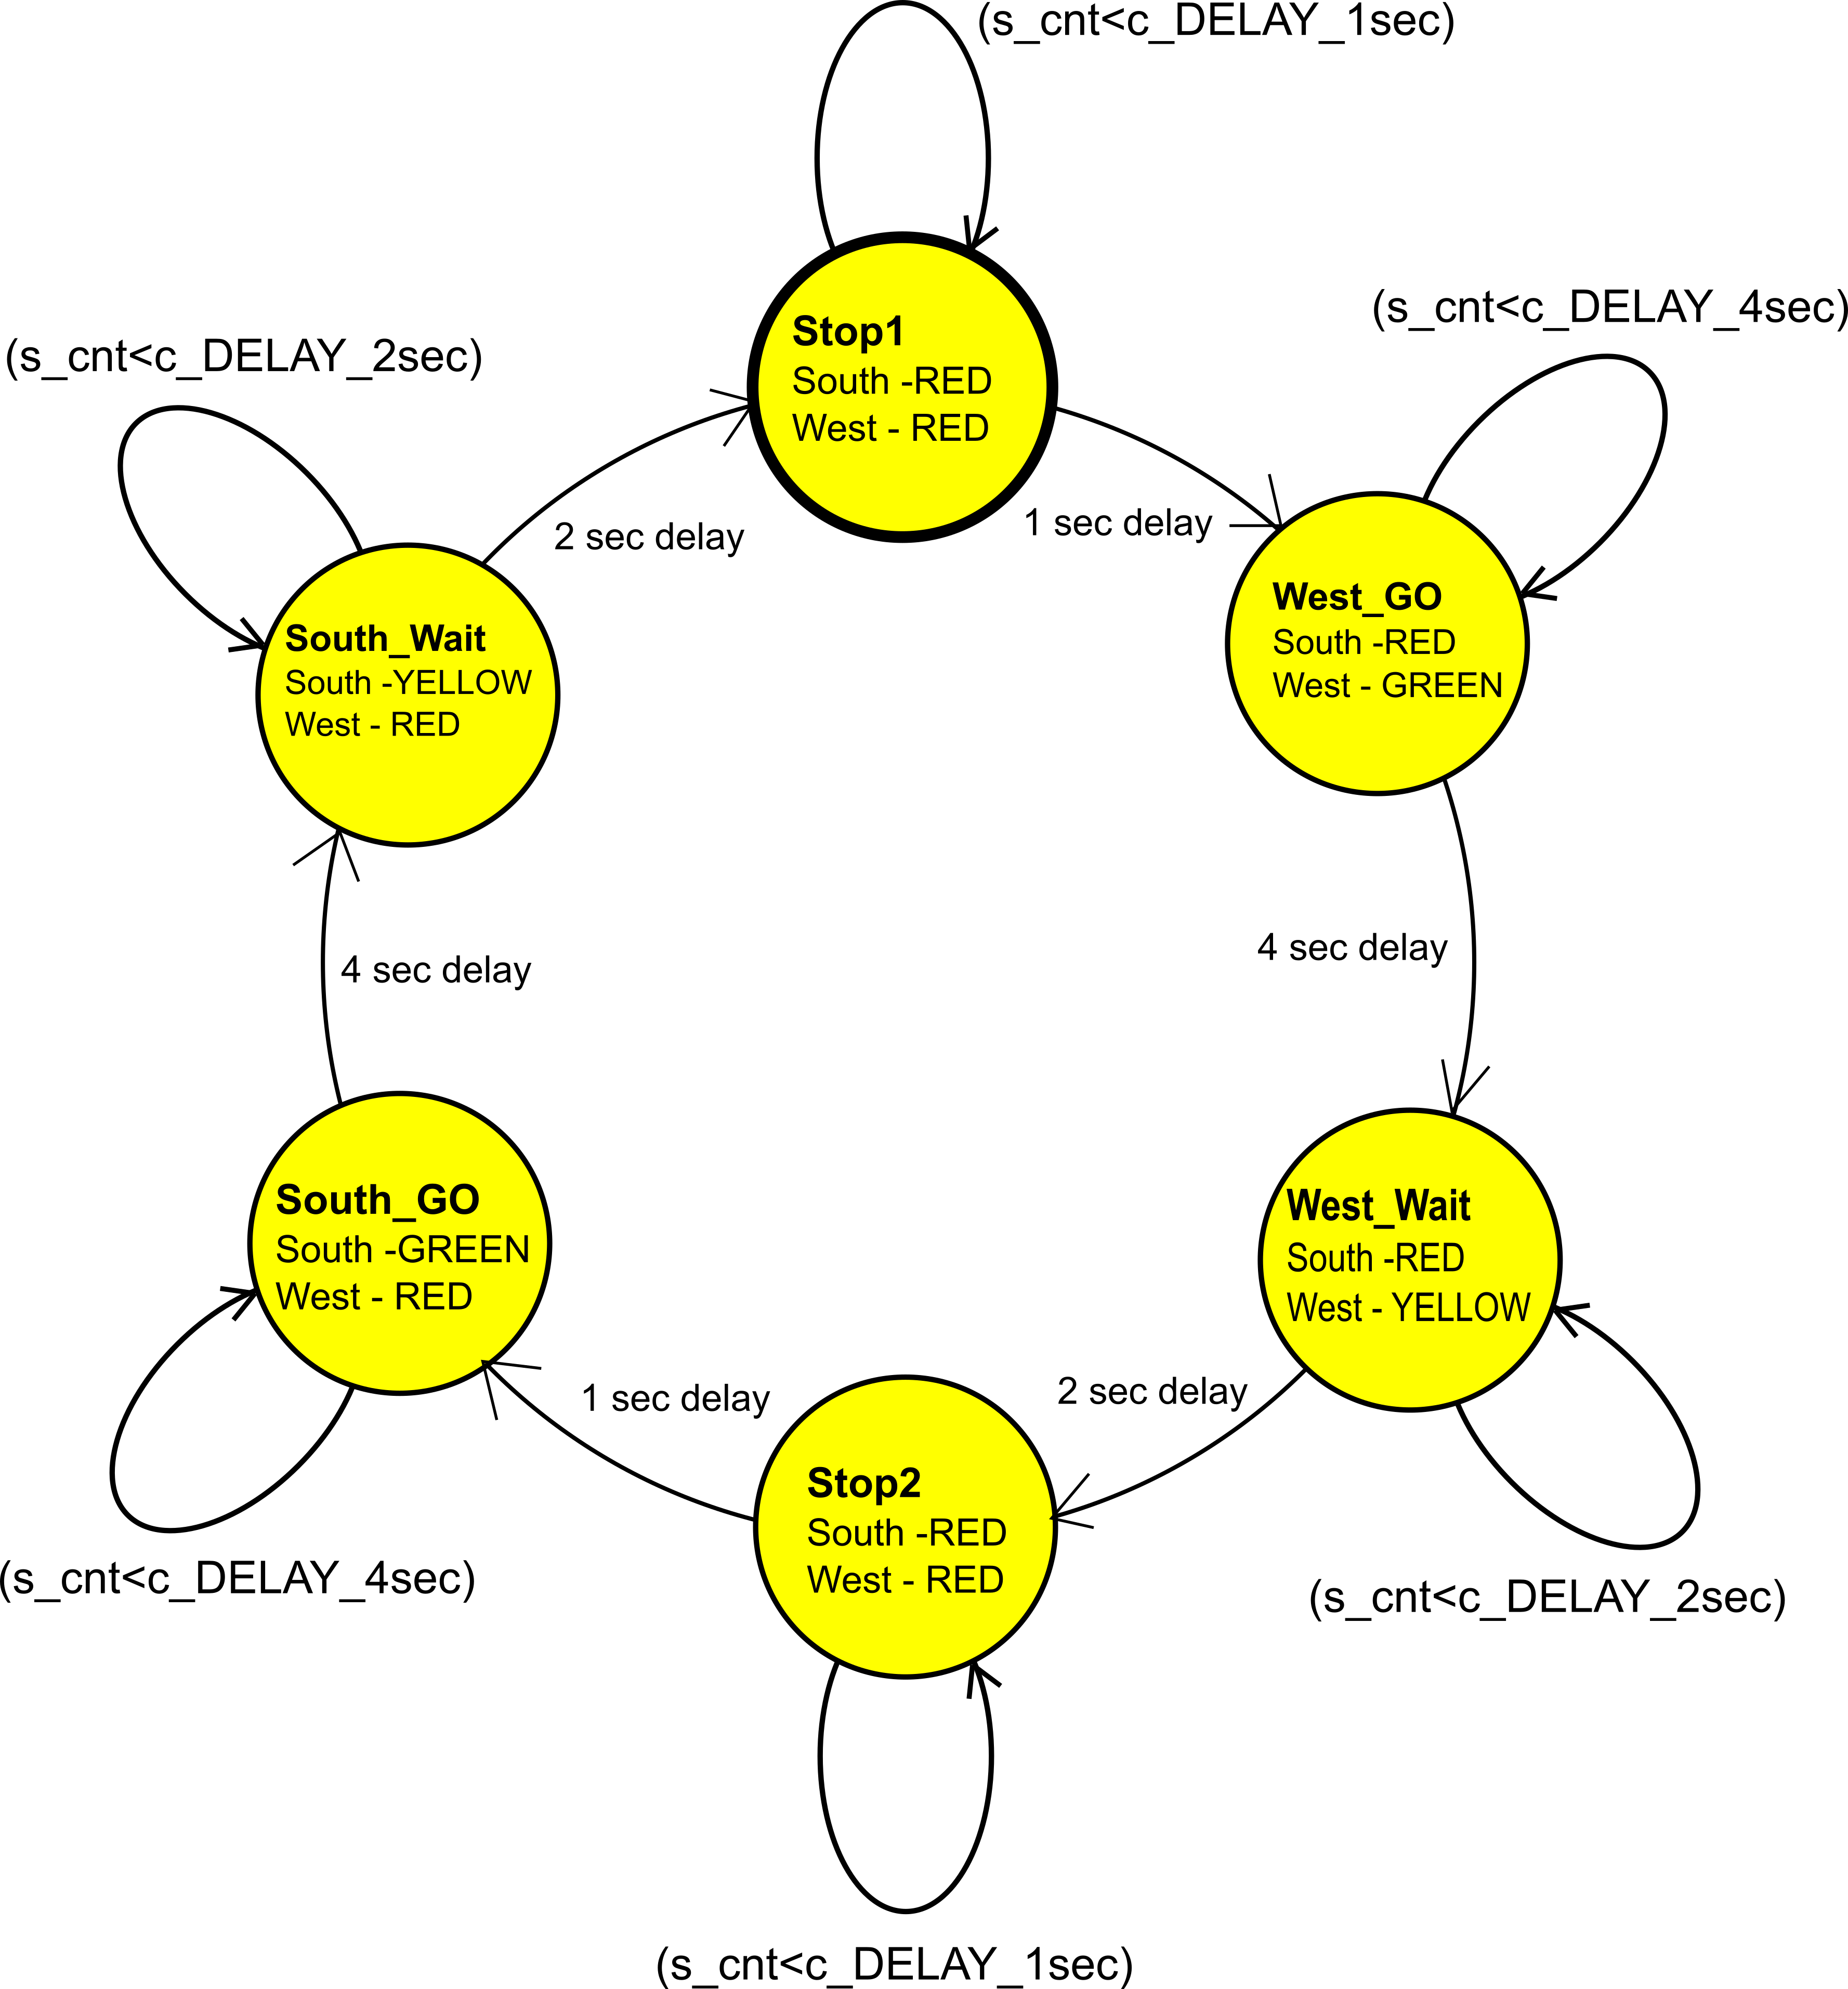 (s_cnt<c_DELAY_1sec)
(s_cnt<c_DELAY_4sec)
(s_cnt<c_DELAY_2sec)
Stop1
South -RED
West - RED
2 sec delay
1 sec delay
West_GO
South -RED
West - GREEN
South_Wait
South -YELLOW
West - RED
4 sec delay
4 sec delay
South_GO
South -GREEN
West - RED
West_Wait
South -RED
West - YELLOW
1 sec delay
2 sec delay
Stop2
South -RED
West - RED
(s_cnt<c_DELAY_4sec)
(s_cnt<c_DELAY_2sec)
(s_cnt<c_DELAY_1sec)